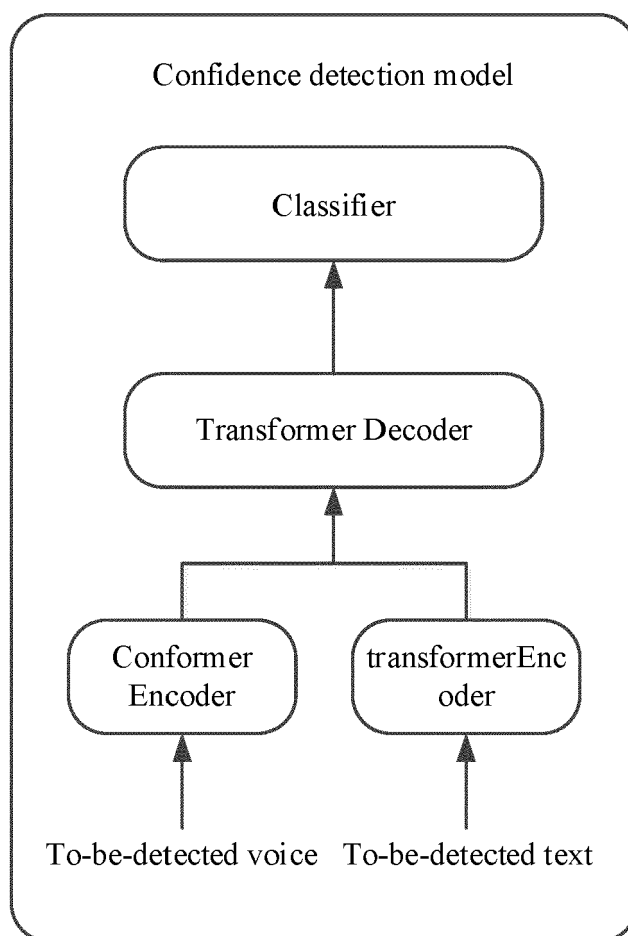 Confidence detection model
Classifier
Transformer Decoder
Conformer
Encoder
transformerEnc
oder
To-be-detected voice
To-be-detected text